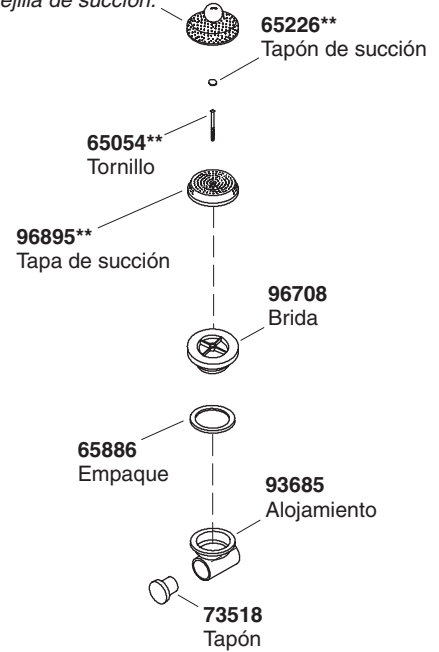 rejilla de succión.
65226**
Tapón de succión
65054**
Tornillo
96895**
Tapa de succión
96708
Brida
65886
Empaque
93685
Alojamiento
73518
Tapón